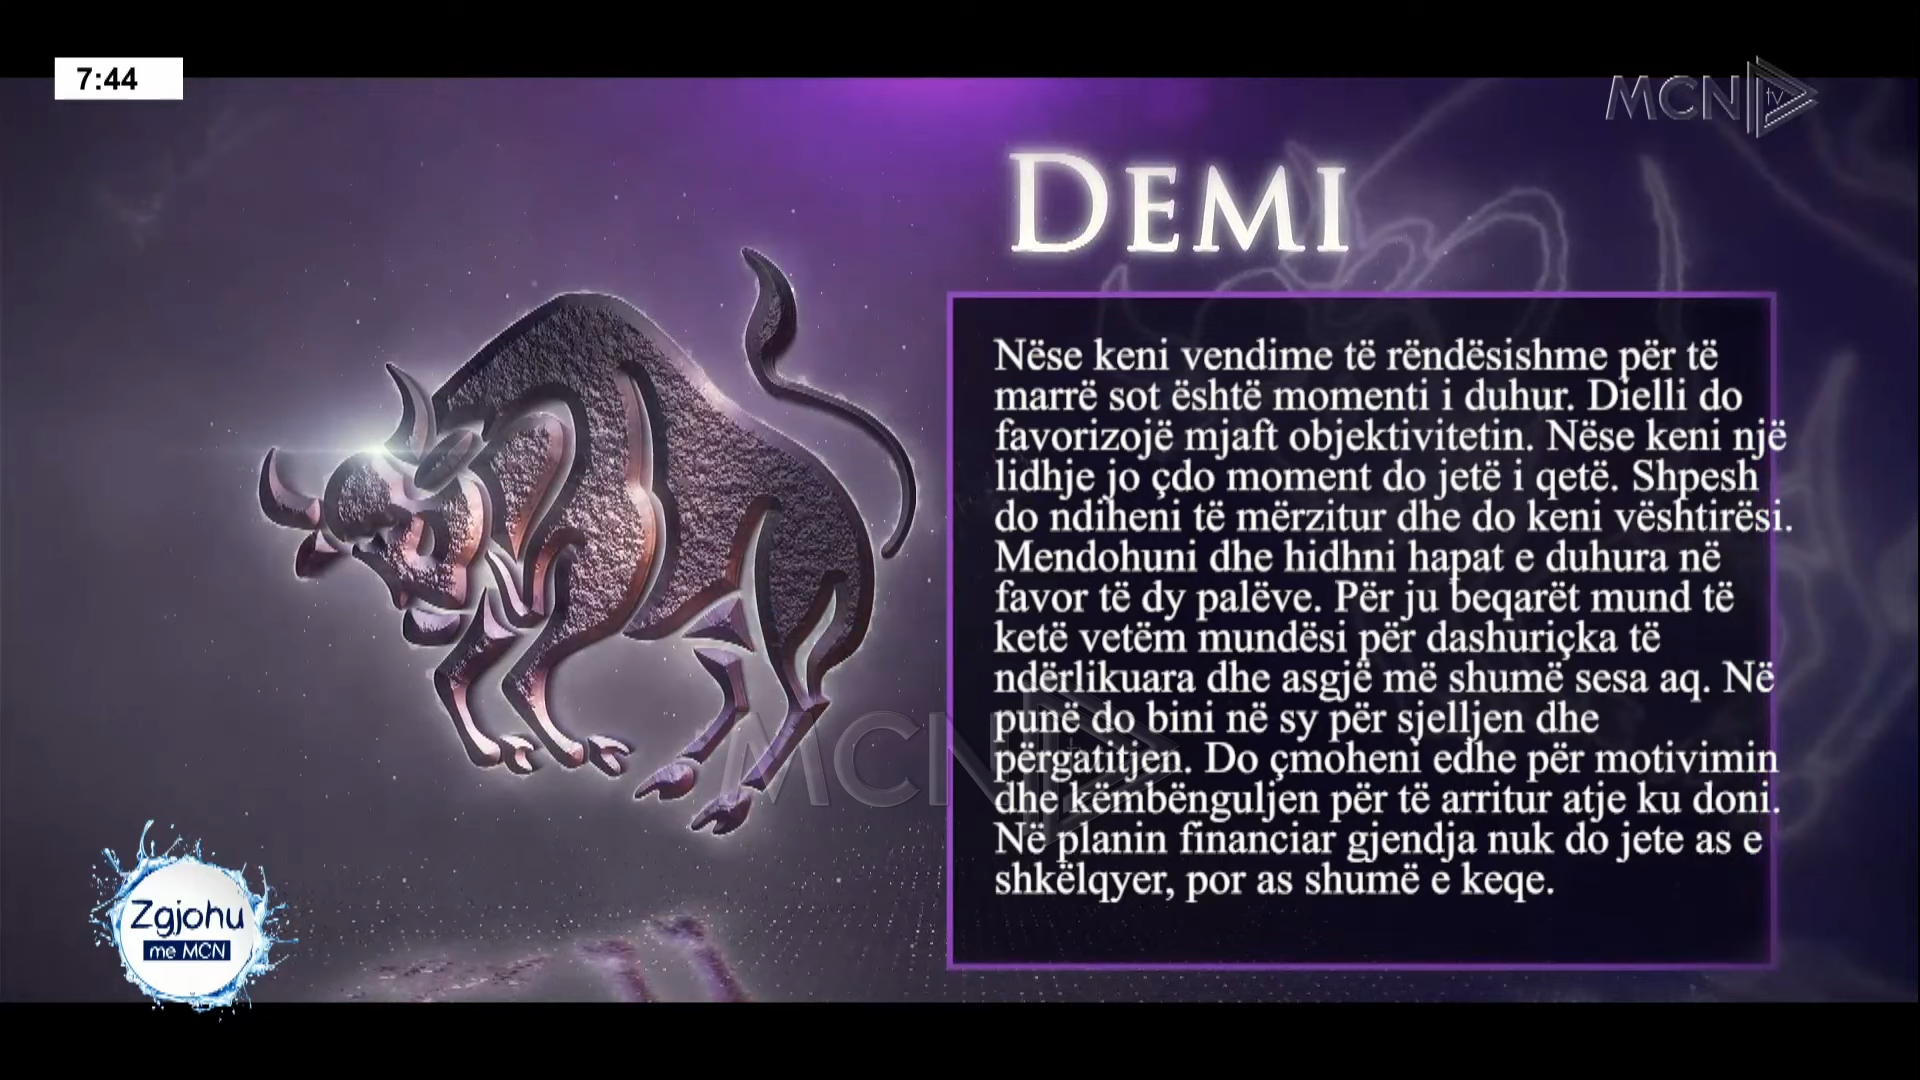 7:44
MCN tv
DEMI
Nëse keni vendime të rëndësishme për të
marrë sot është momenti i duhur. Dielli do
favorizojë mjaft objektivitetin. Nëse keni një
lidhje jo çdo moment do jetë i qetë. Shpesh
do ndiheni të mërzitur dhe do keni vështirësi.
Mendohuni dhe hidhni hapat e duhura në
favor të dy palëve. Për ju beqarët mund të
ketë vetëm mundësi për dashuriçka të
ndërlikuara dhe asgjë më shumë sesa aq. Në
punë do bini në sy për sjelljen dhe
përgatitjen. Do çmoheni edhe për motivimin
dhe këmbënguljen për të arritur atje ku doni.
Në planin financiar gjendja nuk do jete as e
shkëlqyer, por as shumë e keqe.
MCN tv
Zgjohu
me MCN